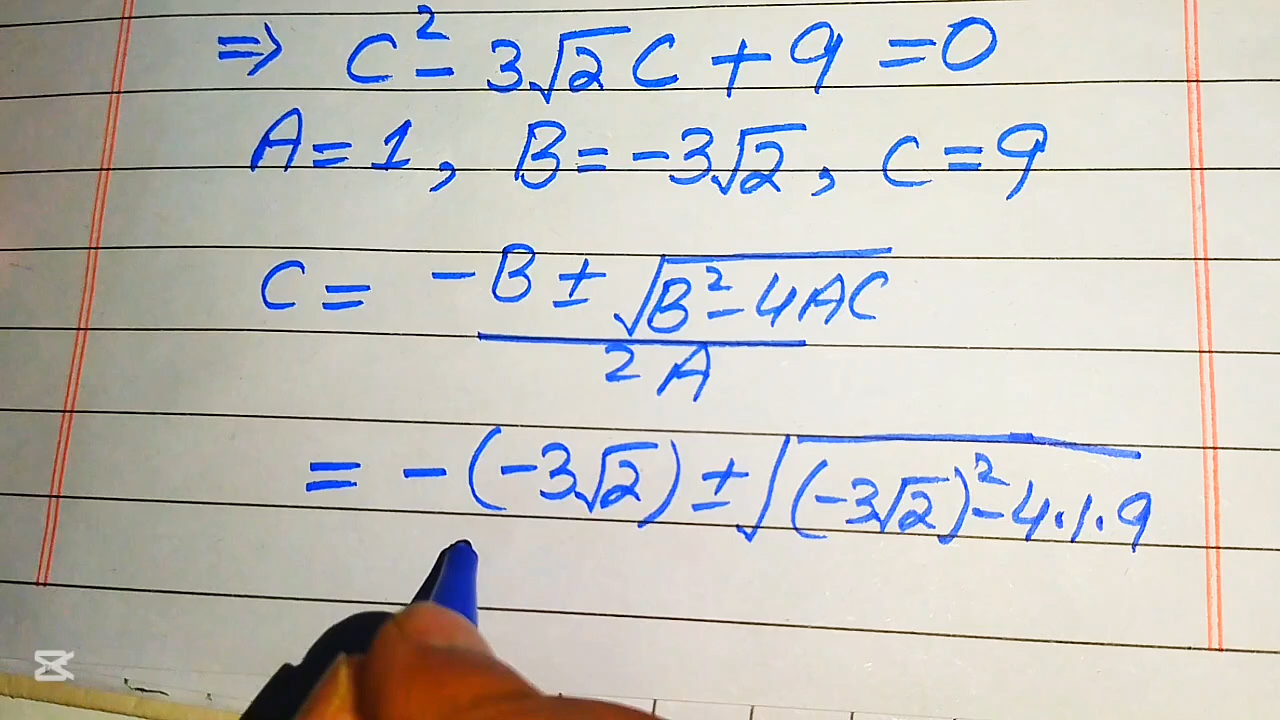 ⇒ C² - 3√2 C + 9 = 0
A = 1, B = -3√2, C = 9
C = -B ± √B² - 4AC
2A
= -(-3√2) ± √(-3√2)² - 4.1.9